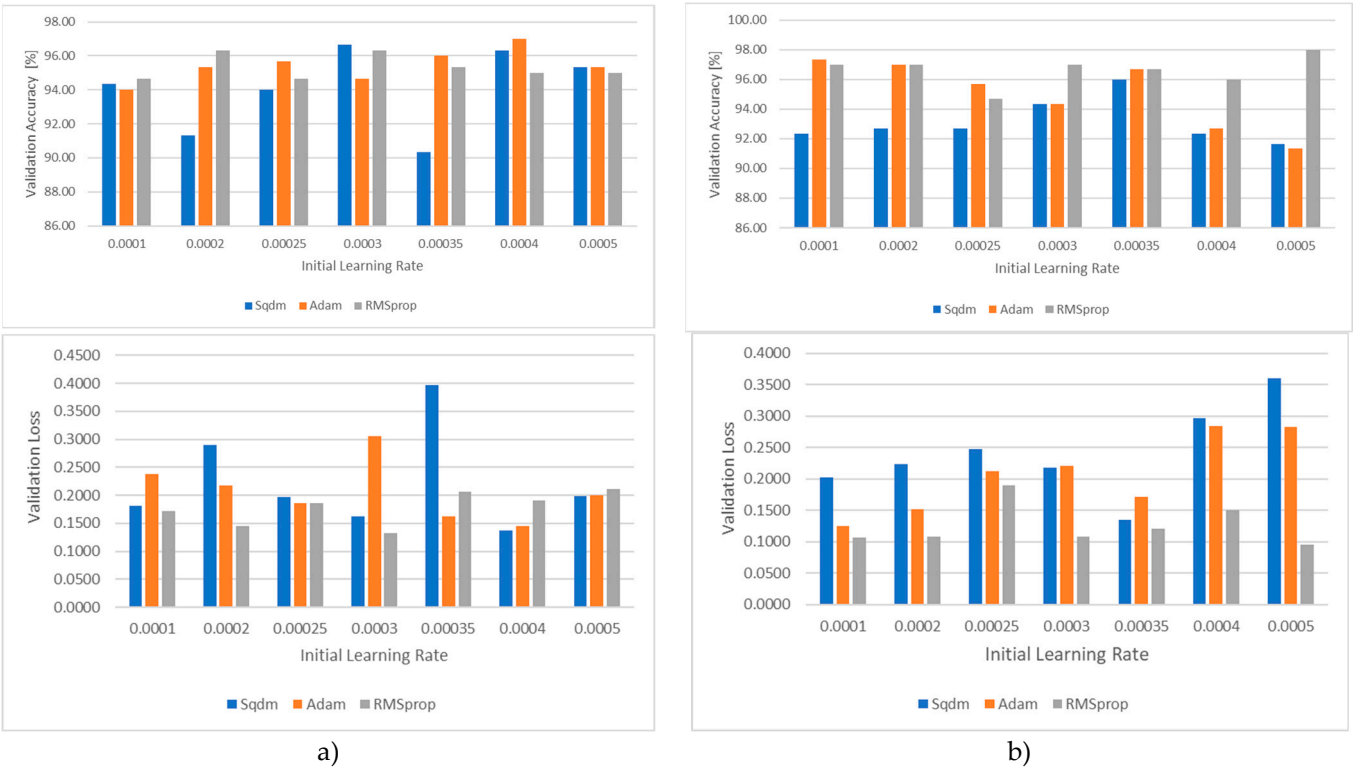 98.00
96.00
94.00
92.00
90.00
88.00
86.00
Validation Accuracy [%]
0.0001 0.0002 0.00025 0.0003 0.00035 0.0004 0.0005
Initial Learning Rate
Sqdm Adam RMSprop
0.4500
0.4000
0.3500
0.3000
0.2500
0.2000
0.1500
0.1000
0.0500
0.0000
Validation Loss
0.0001 0.0002 0.00025 0.0003 0.00035 0.0004 0.0005
Initial Learning Rate
Sqdm Adam RMSprop
a)
100.00
98.00
96.00
94.00
92.00
90.00
88.00
86.00
Validation Accuracy [%]
0.0001 0.0002 0.00025 0.0003 0.00035 0.0004 0.0005
Initial Learning Rate
Sqdm Adam RMSprop
0.4000
0.3500
0.3000
0.2500
0.2000
0.1500
0.1000
0.0500
0.0000
Validation Loss
0.0001 0.0002 0.00025 0.0003 0.00035 0.0004 0.0005
Initial Learning Rate
Sqdm Adam RMSprop
b)